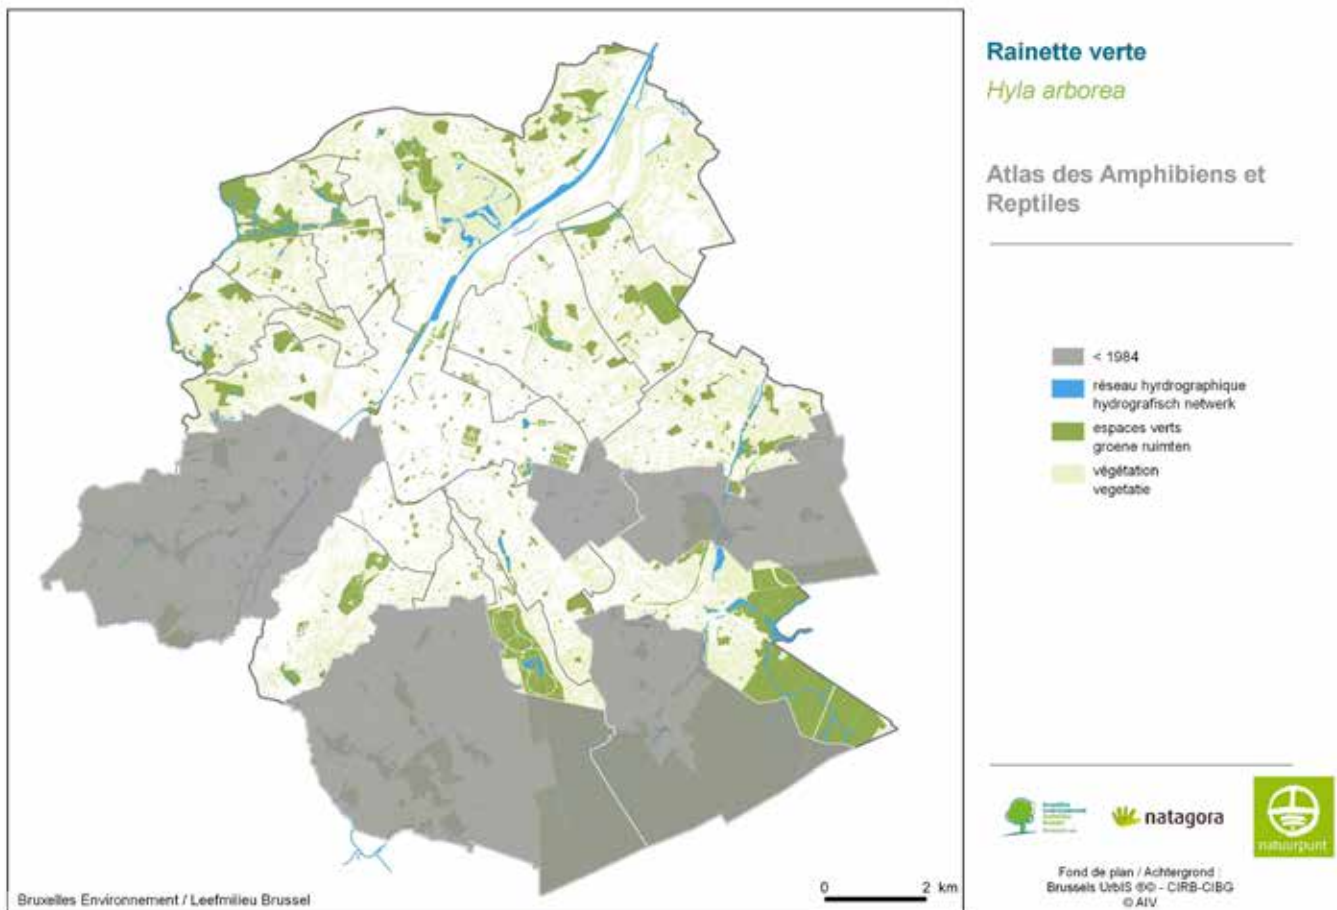 Rainette verte
Hyla arborea
Atlas des Amphibiens et
Reptiles
< 1984
réseau hyrdrographique
hydrografisch netwerk
espaces verts
groene ruimten
végétation
vegetatie
natagora
natuurpunt
Fond de plan / Achtergrond :
Brussels UrbIS ®© - CIRB-CIBG
© AIV
0 2 km
Bruxelles Environnement / Leefmilieu Brussel